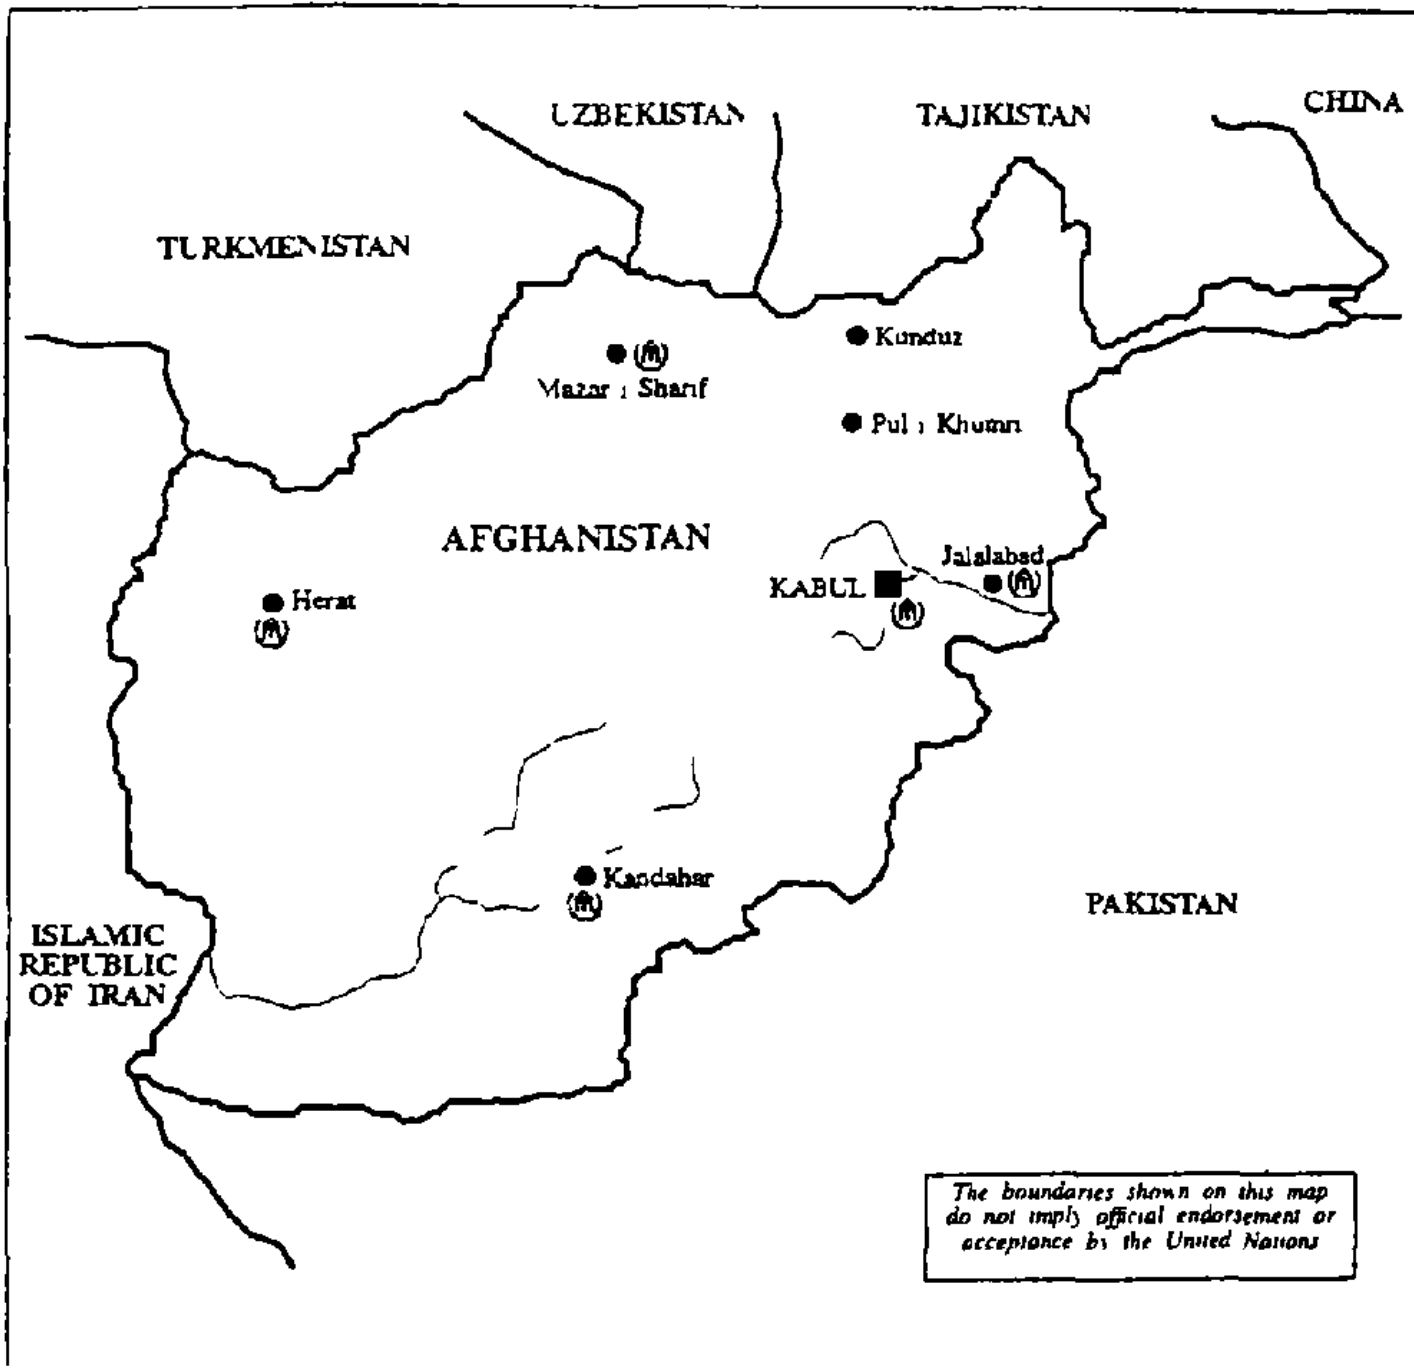 UZBEKISTAN
TAJIKISTAN
CHINA
TURKMENISTAN
Kunduz
Mazar i Sharif
Pul i Khumri
AFGHANISTAN
Jalalabad
KABUL
Herat
Kandahar
PAKISTAN
ISLAMIC
REPUBLIC
OF IRAN
The boundaries shown on this map
do not imply official endorsement or
acceptance by the United Nations